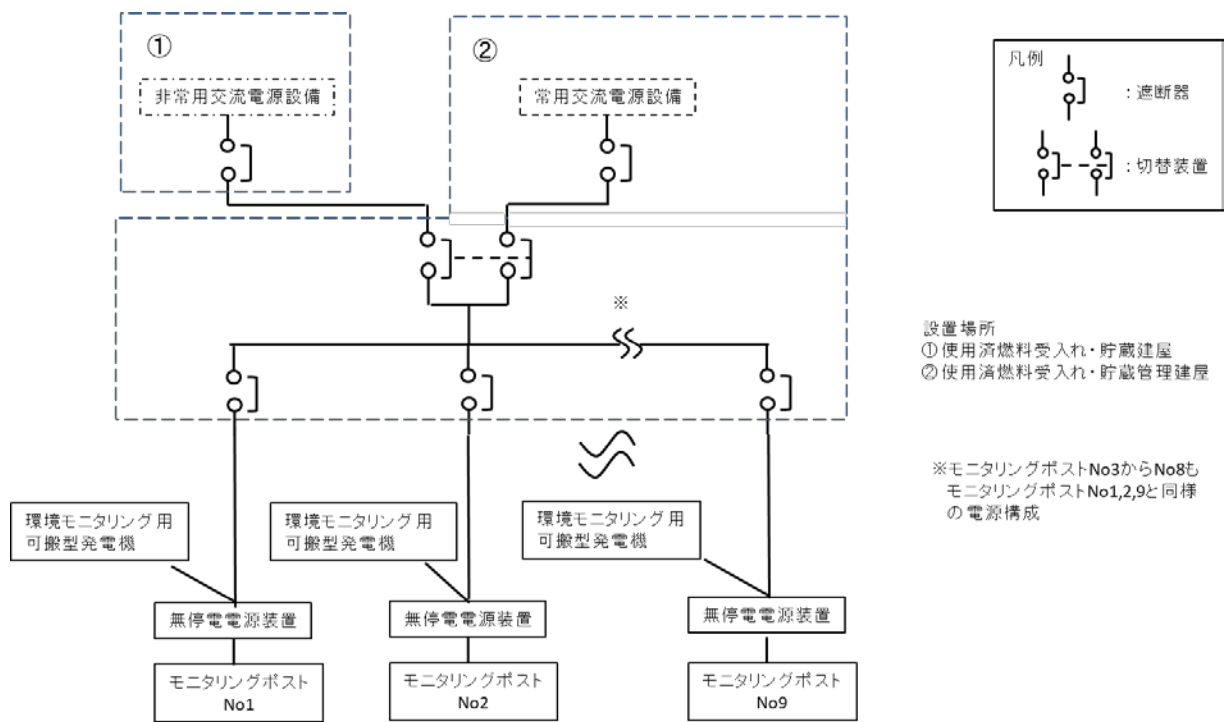 ①
非常用交流電源設備
②
常用交流電源設備
凡例
：遮断器
：切替装置
※
設置場所
①使用済燃料受入れ・貯蔵建屋
②使用済燃料受入れ・貯蔵管理建屋
※モニタリングポストNo3からNo8も
モニタリングポストNo1,2,9と同様
の電源構成
環境モニタリング用
可搬型発電機
環境モニタリング用
可搬型発電機
環境モニタリング用
可搬型発電機
無停電電源装置
無停電電源装置
無停電電源装置
モニタリングポスト
No1
モニタリングポスト
No2
モニタリングポスト
No9